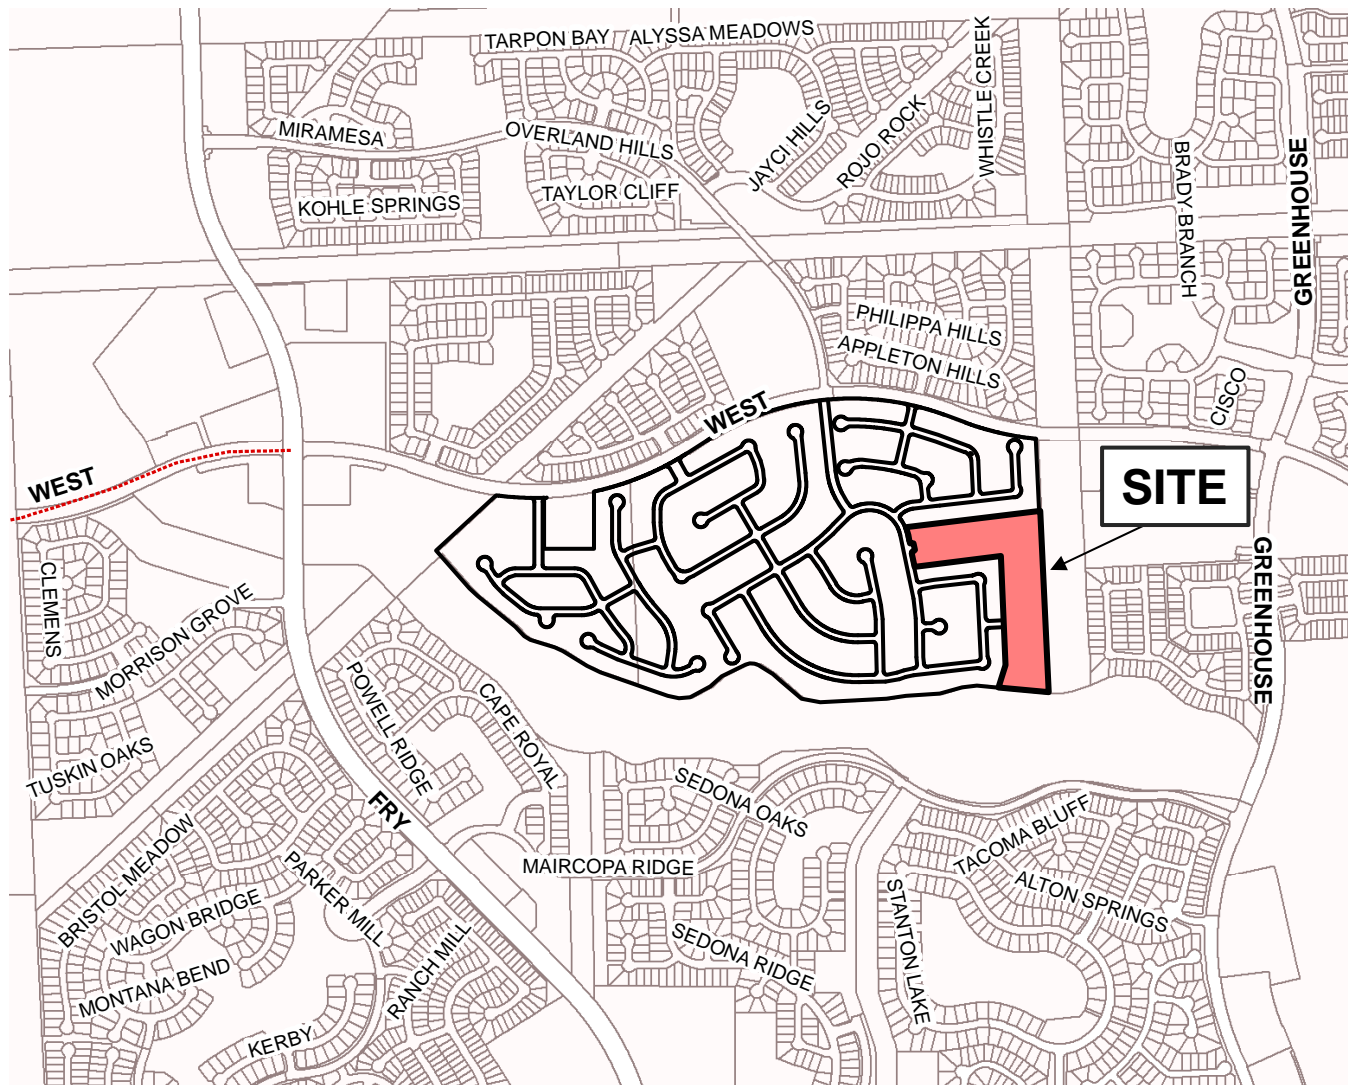 TARPON BAY
ALYSSA MEADOWS
WHISTLE CREEK
MIRAMESA
OVERLAND HILLS
JAYCI HILLS
ROJO ROCK
BRADY BRANCH
GREENHOUSE
TAYLOR CLIFF
KOHLE SPRINGS
PHILIPPA HILLS
APPLETON HILLS
CISCO
WEST
WEST
SITE
GREENHOUSE
CLEMENS
MORRISON GROVE
POWELL RIDGE
CAPE ROYAL
TUSKIN OAKS
FRY
SEDONA OAKS
TACOMA BLUFF
BRISTOL MEADOW
PARKER MILL
MAIRCOPA RIDGE
ALTON SPRINGS
WAGON BRIDGE
STANTON LAKE
RANCH MILL
SEDONA RIDGE
MONTANA BEND
KERBY